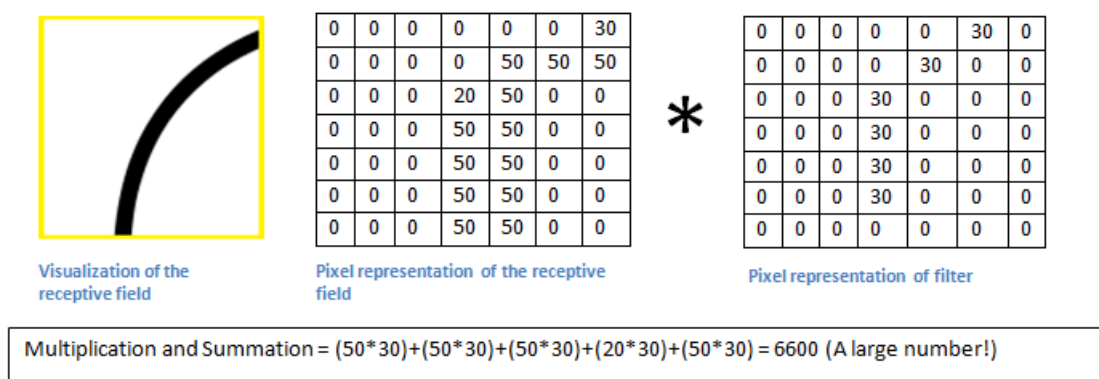 0 0 0 0 0 0 30
0 0 0 0 50 50 50
0 0 0 20 50 0 0
0 0 0 50 50 0 0
0 0 0 50 50 0 0
0 0 0 50 50 0 0
0 0 0 50 50 0 0
*
0 0 0 0 0 30 0
0 0 0 0 30 0 0
0 0 0 30 0 0 0
0 0 0 30 0 0 0
0 0 0 30 0 0 0
0 0 0 30 0 0 0
0 0 0 0 0 0 0
Visualization of the
receptive field
Pixel representation of the receptive
field
Pixel representation of filter
Multiplication and Summation = (50*30)+(50*30)+(50*30)+(20*30)+(50*30) = 6600 (A large number!)